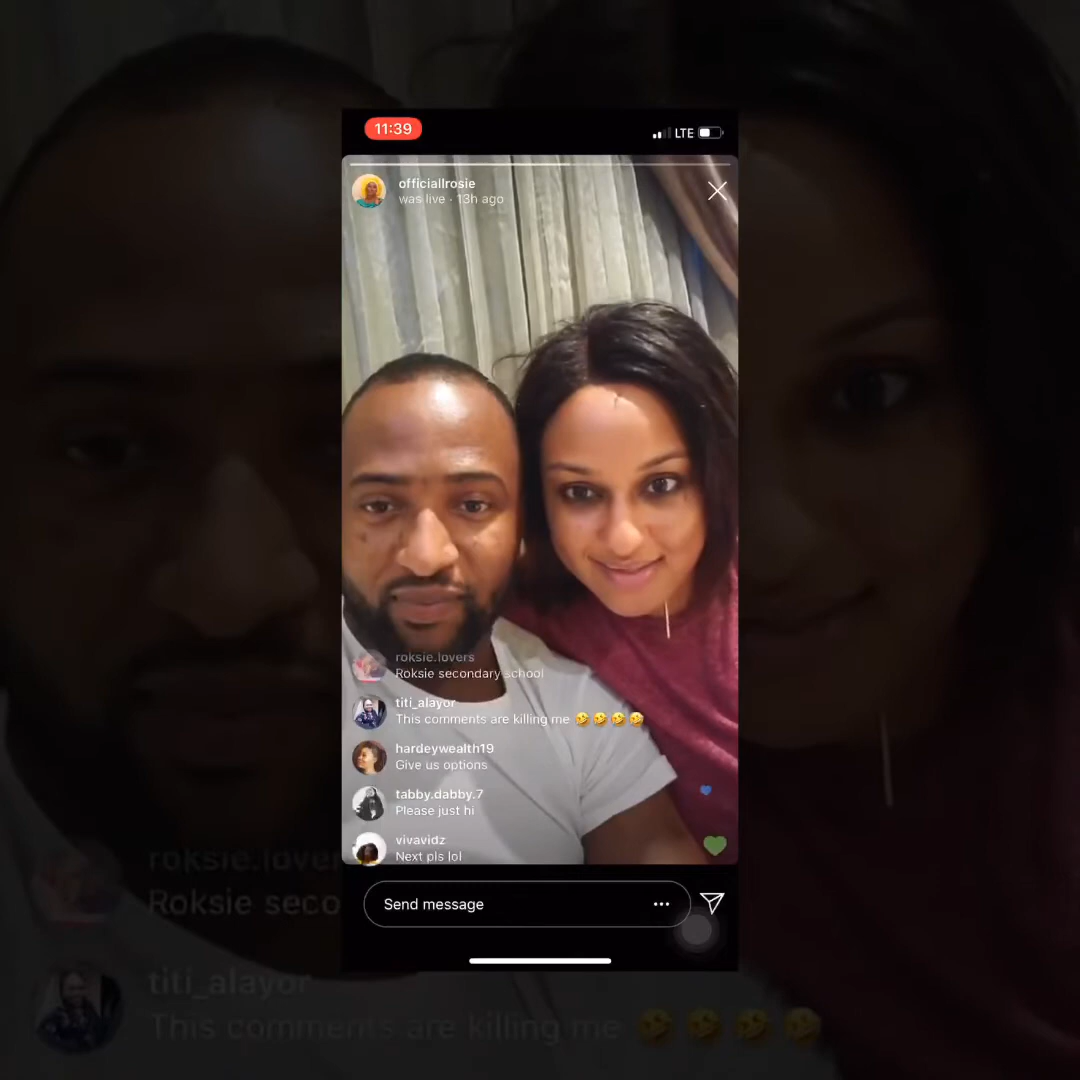 11:39
LTE
officiallrosie
was live · 13h ago
roksie.lovers
Roksie secondary school
titi_alayor
This comments are killing me 🤣🤣🤣🤣
hardeywealth19
Give us options
tabby.dabby.7
Please just hi
vivavidz
Next pls lol
Send message
roksie.lover
Roksie seco
titi_alayor
This comments are killing me 🤣🤣🤣🤣